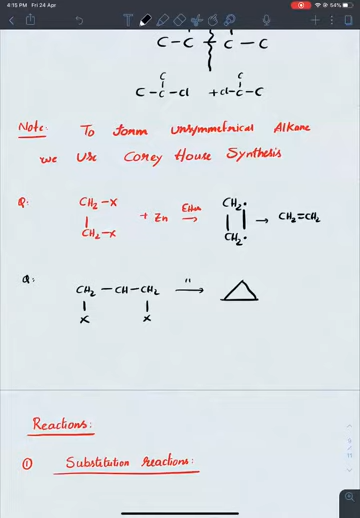 4:15 PM Fri 24 Apr
54%
C – C C – C
C C
C – C – Cl + Cl – C – C
Note: To form unsymmetrical Alkane
we use Corey House Synthesis
Q: CH₂ – X CH₂•
+ Zn Ether → → CH₂=CH₂
CH₂ – X CH₂•
Q: CH₂ – CH – CH₂ " →
X X
Reactions:
① Substitution reactions: